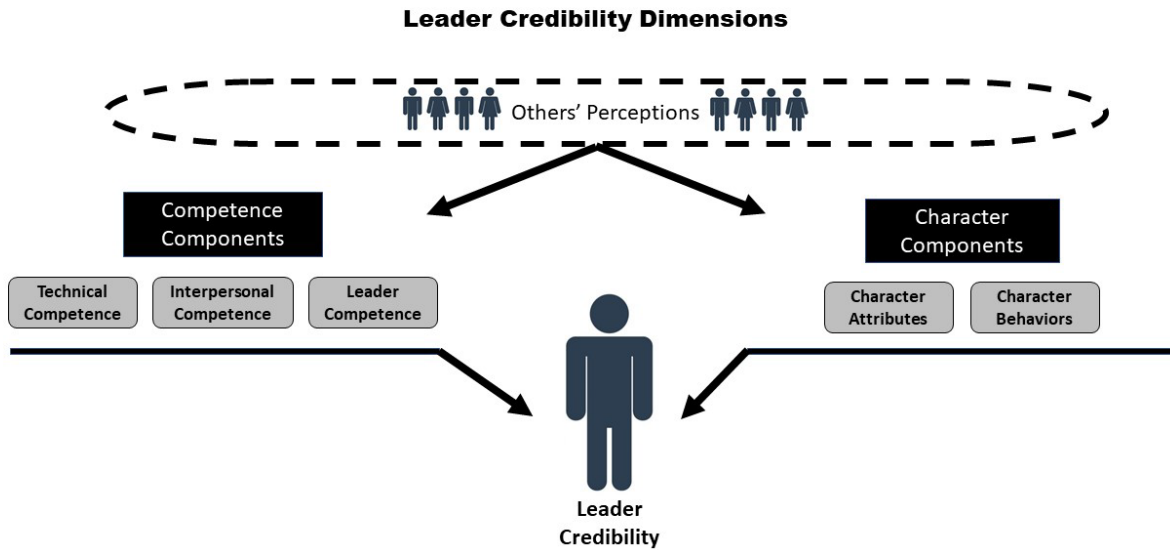 Leader Credibility Dimensions
Others’ Perceptions
Competence
Components
Character
Components
Technical
Competence
Interpersonal
Competence
Leader
Competence
Character
Attributes
Character
Behaviors
Leader
Credibility